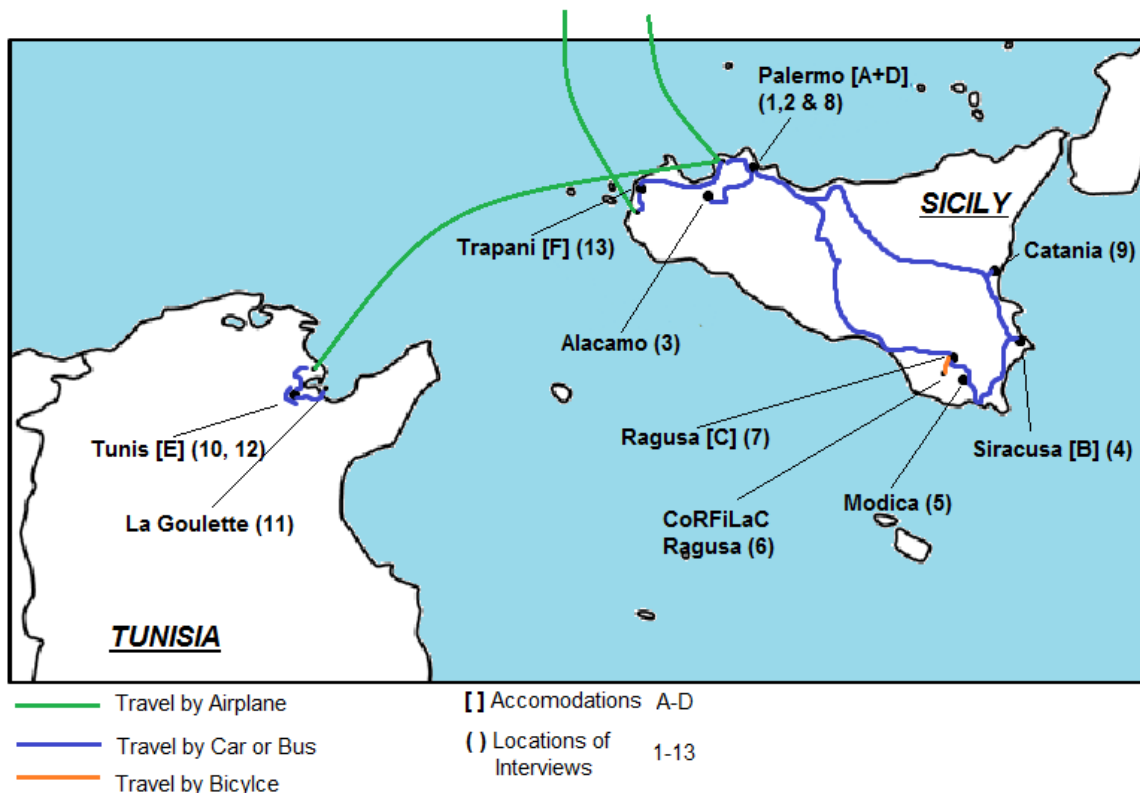 Palermo [A+D]
(1,2 & 8)
SICILY
Trapani [F] (13)
Catania (9)
Alacamo (3)
Tunis [E] (10, 12)
Ragusa [C] (7)
Siracusa [B] (4)
La Goulette (11)
CoRFiLaC
Ragusa (6)
Modica (5)
TUNISIA
Travel by Airplane
[ ] Accomodations A-D
Travel by Car or Bus
( ) Locations of
Interviews
1-13
Travel by Bicylce